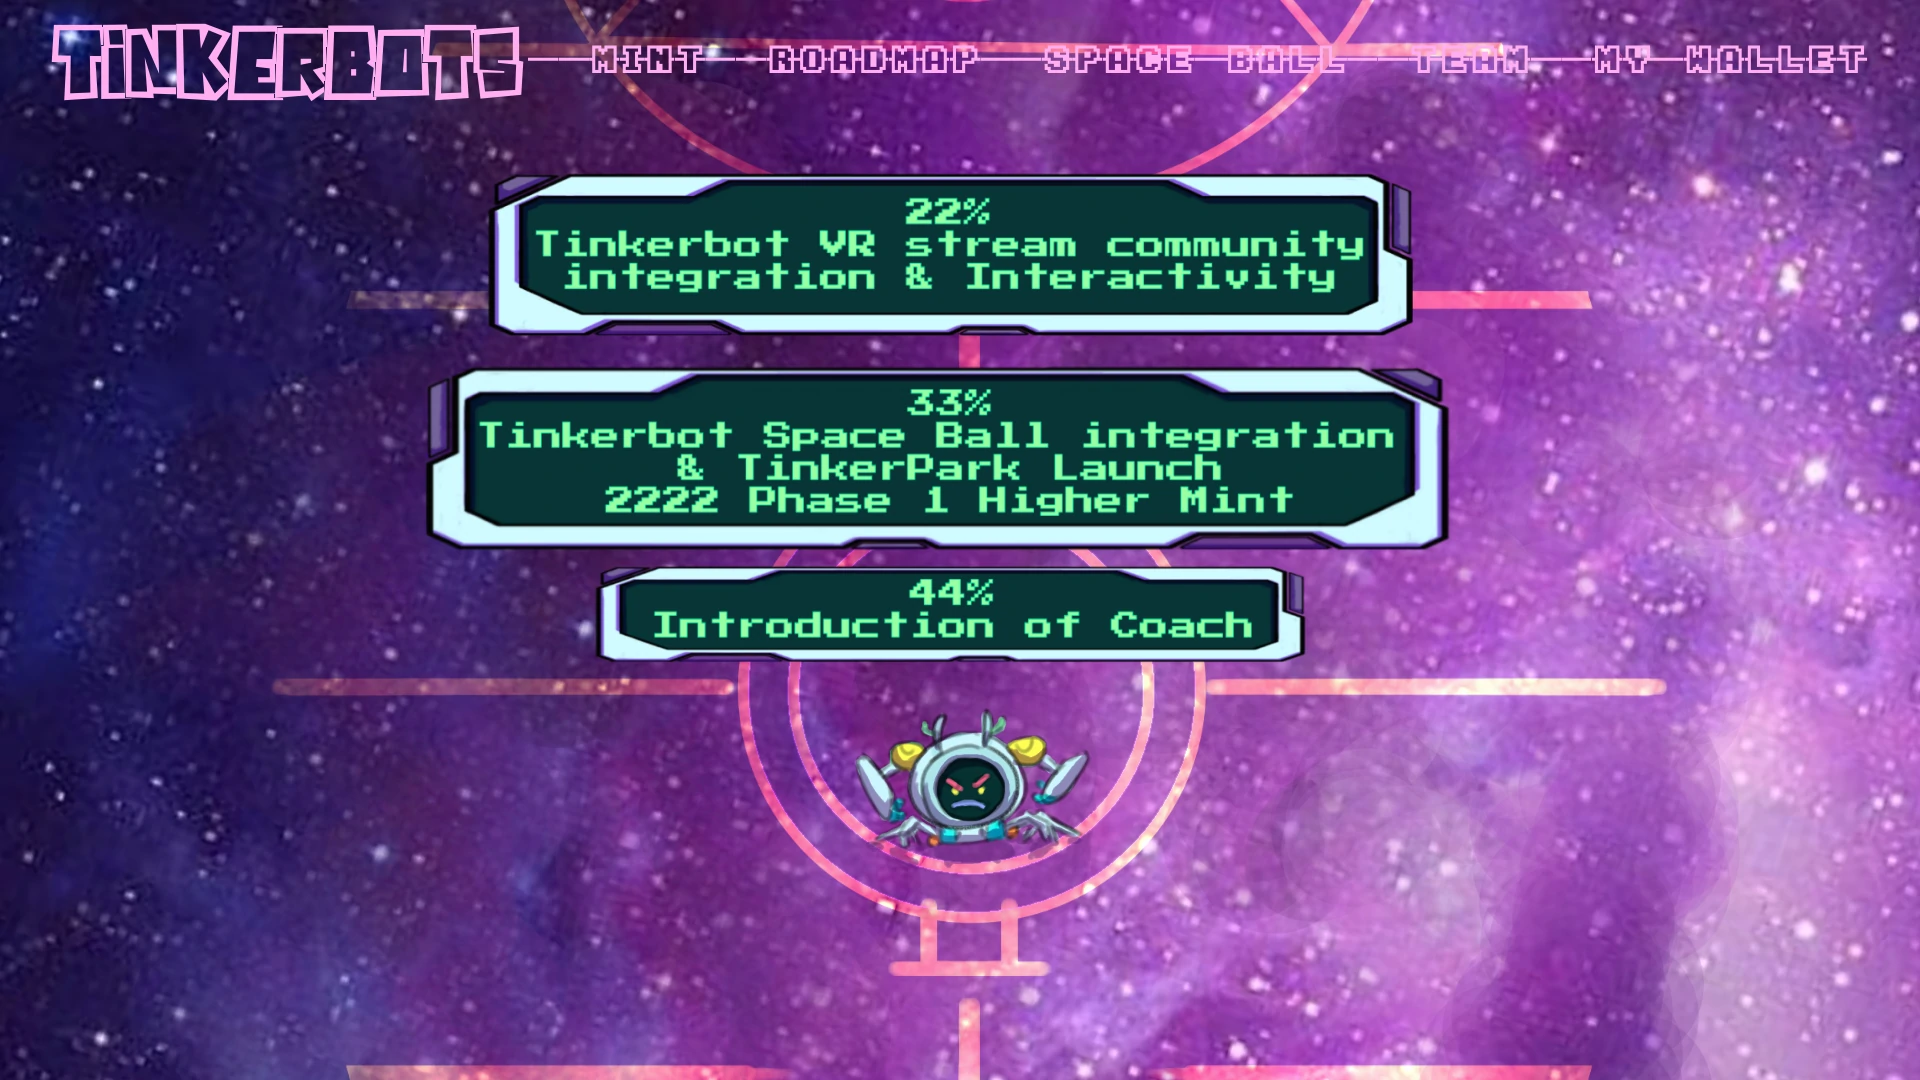 TiNKERBOTS
MINT ROADMAP SPACE BALL TEAM MY WALLET
22%
Tinkerbot VR stream community
integration & Interactivity
33%
Tinkerbot Space Ball integration
& TinkerPark Launch
2222 Phase 1 Higher Mint
44%
Introduction of Coach